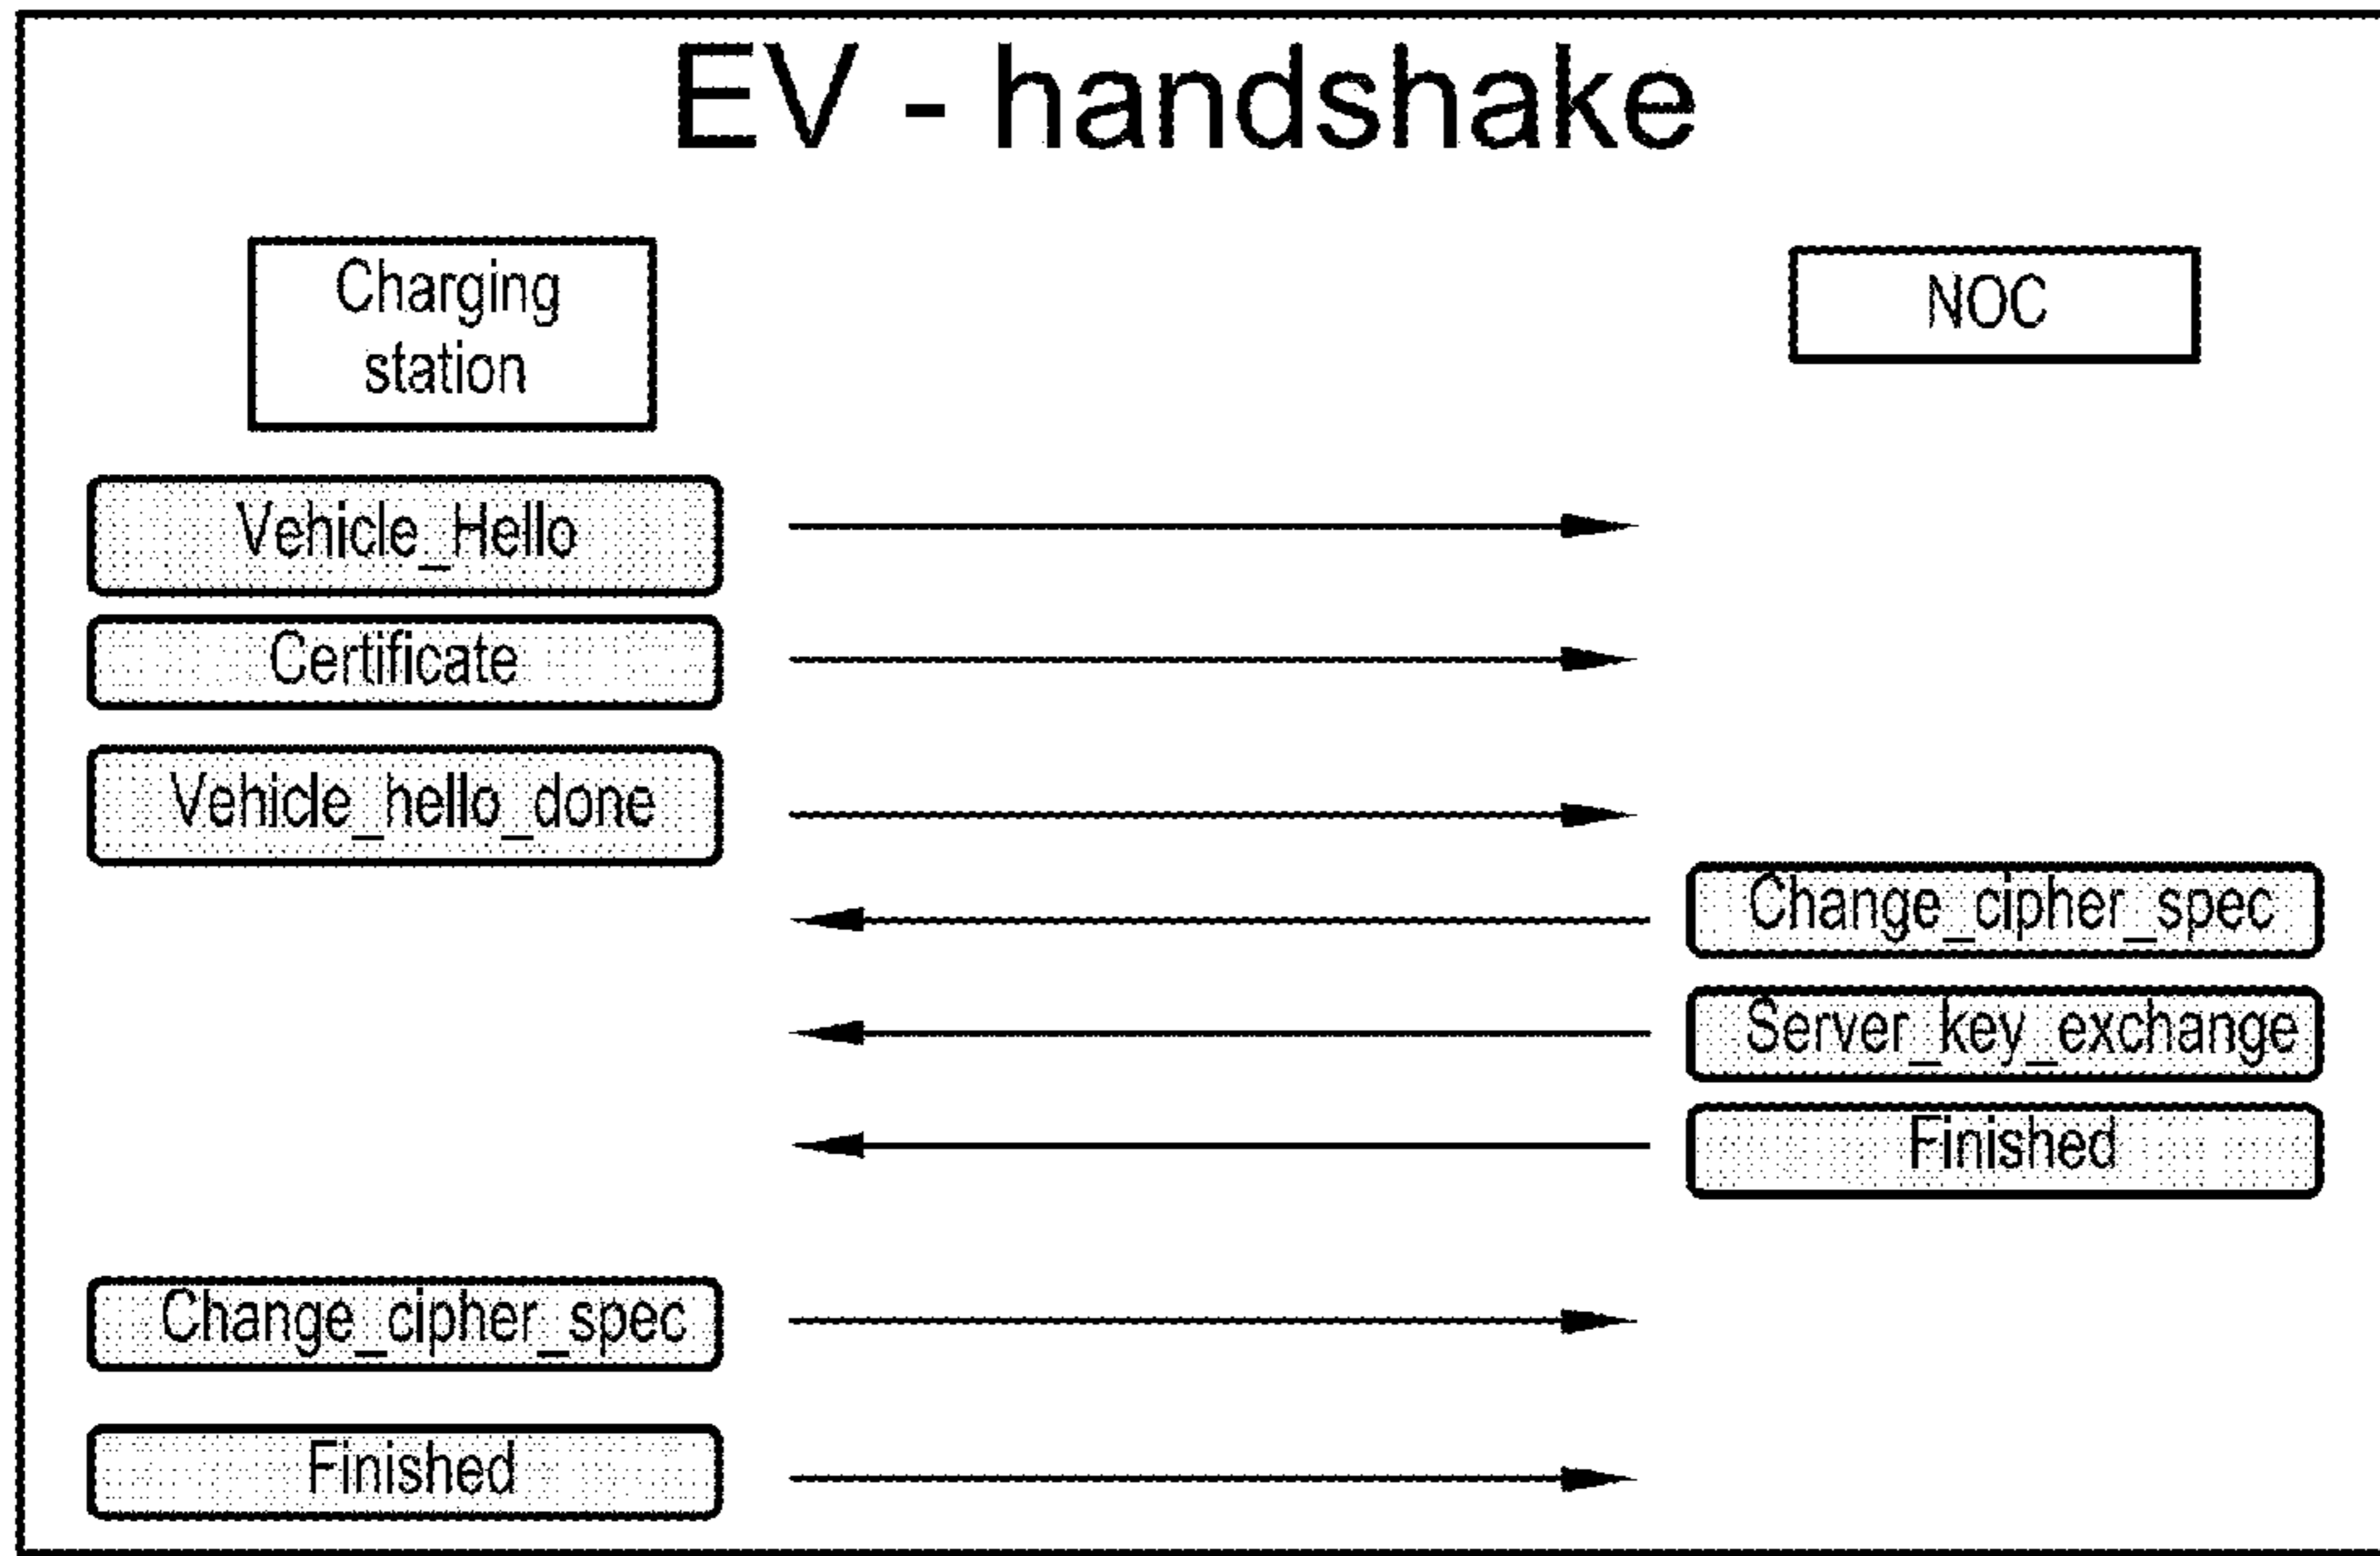 EV - handshake
Charging
station
NOC
Vehicle_Hello
Certificate
Vehicle_hello_done
Change_cipher_spec
Server_key_exchange
Finished
Change_cipher_spec
Finished